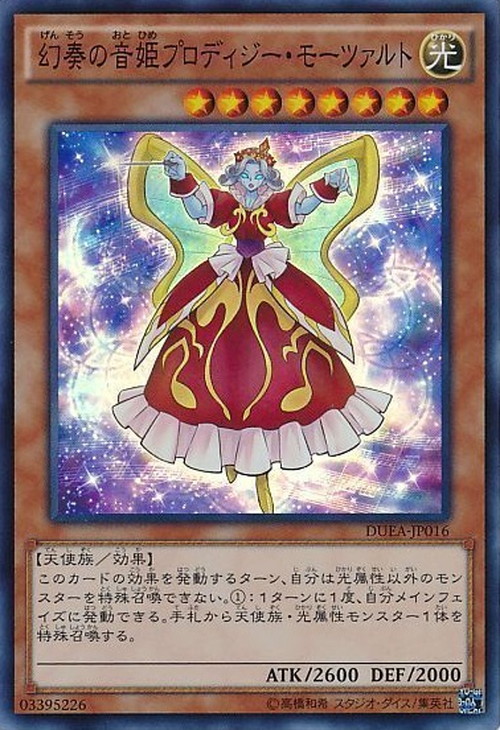 幻奏の音姫プロディジー・モーツァルト
光
DUEA-JP016
【天使族／効果】
このカードの効果を発動するターン、自分は光属性以外のモン
スターを特殊召喚できない。①：1ターンに1度、自分メインフェ
イズに発動できる。手札から天使族・光属性モンスター1体を
特殊召喚する。
ATK/2600 DEF/2000
03395226
©高橋和希 スタジオ・ダイス/集英社